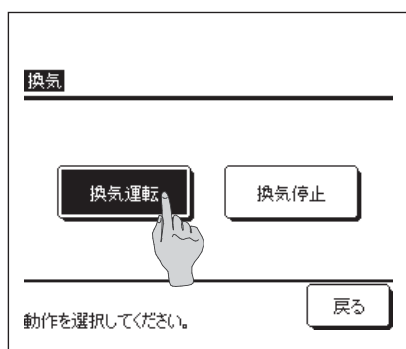 換気
換気運転
換気停止
戻る
動作を選択してください。